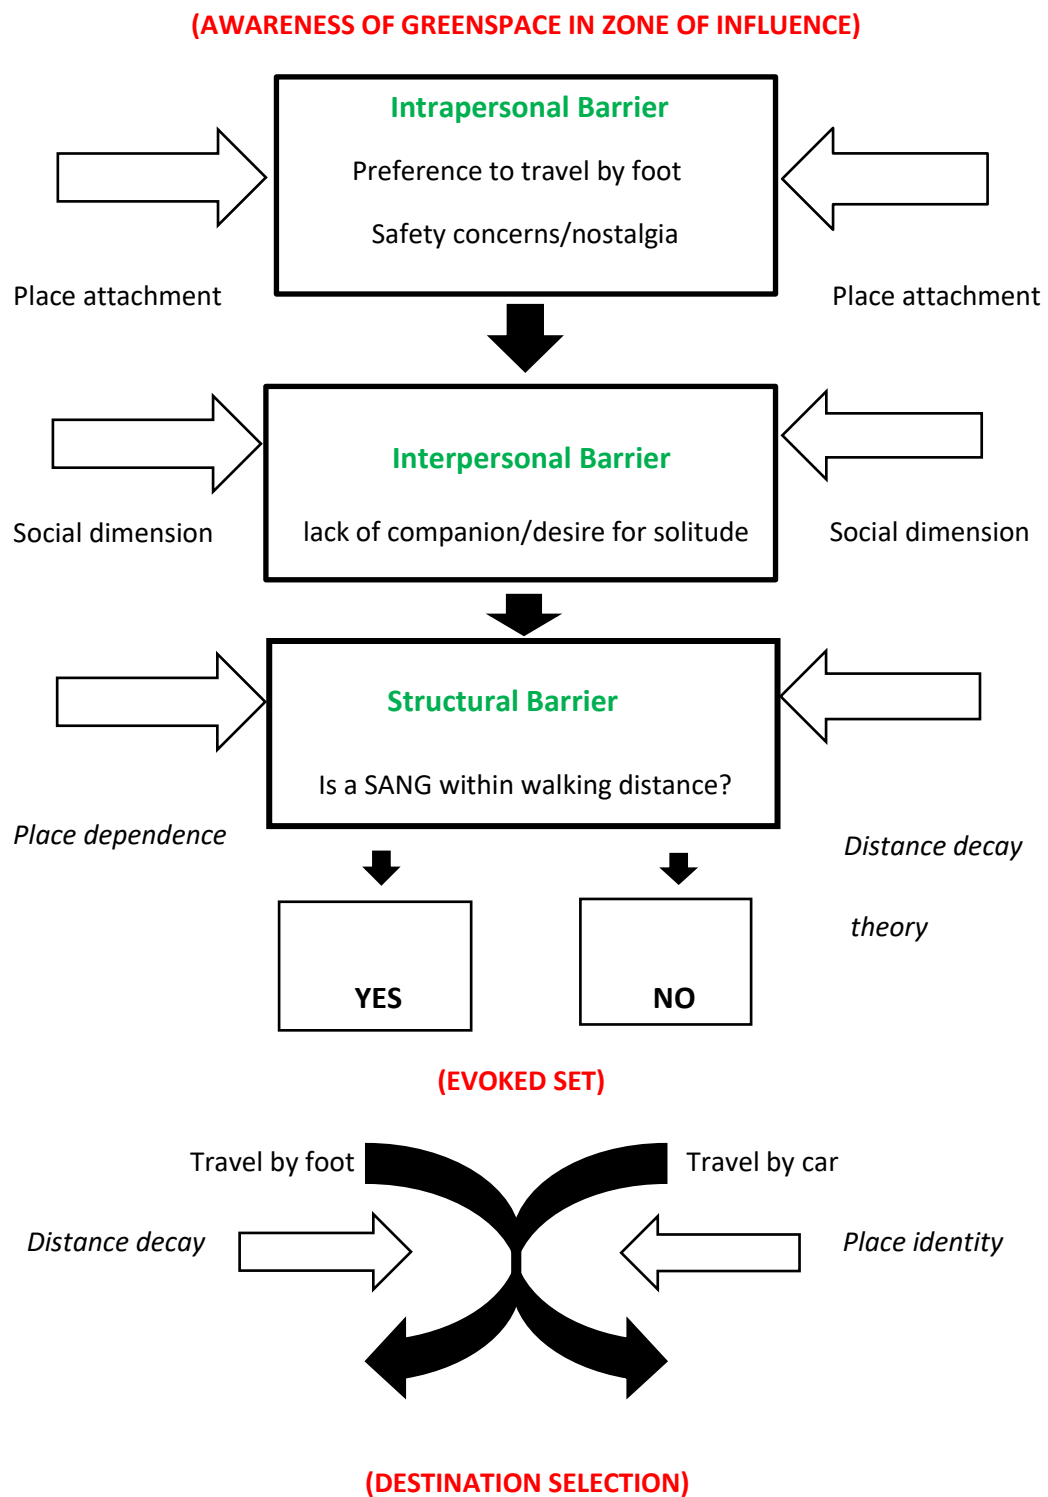 (AWARENESS OF GREENSPACE IN ZONE OF INFLUENCE)
Intrapersonal Barrier
Preference to travel by foot
Safety concerns/nostalgia
Place attachment
Place attachment
Interpersonal Barrier
lack of companion/desire for solitude
Social dimension
Social dimension
Structural Barrier
Is a SANG within walking distance?
Place dependence
Distance decay
theory
YES
NO
(EVOKED SET)
Travel by foot
Travel by car
Distance decay
Place identity
(DESTINATION SELECTION)